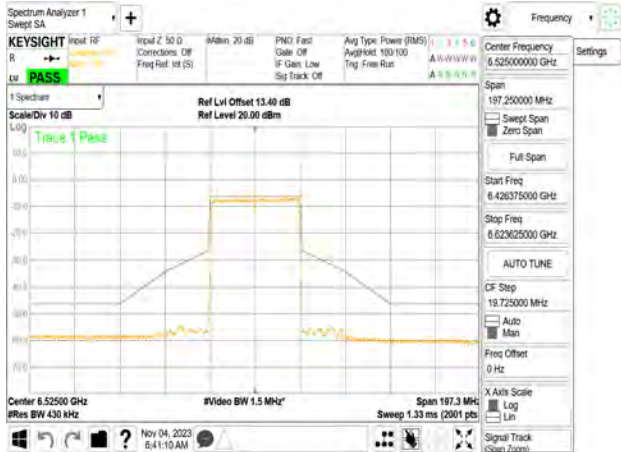 Spectrum Analyzer 1
Swept SA
+
Frequency
KEYSIGHT
Input: RF
R
LV PASS
Input Z: 50 Ω
Corrections: Off
Freq Ref: Int (S)
#Atten: 20 dB
PNO: Fast
Gate: Off
IF Gain: Low
Sig Track: Off
Avg Type: Power (RMS)
Avg|Hold: 100/100
Trig: Free Run
1 Spectrum
Scale/Div 10 dB
Log
Ref Lvl Offset 13.40 dB
Ref Level 20.00 dBm
Trace 1 Pass
Center 6.52500 GHz
#Res BW 430 kHz
#Video BW 1.5 MHz*
Span 197.3 MHz
Sweep 1.33 ms (2001 pts
?
Nov 04, 2023
6:41:10 AM
Center Frequency
6.525000000 GHz
Settings
Span
197.250000 MHz
Swept Span
Zero Span
Full Span
Start Freq
6.426375000 GHz
Stop Freq
6.623625000 GHz
AUTO TUNE
CF Step
19.725000 MHz
Auto
Man
Freq Offset
0 Hz
X Axis Scale
Log
Lin
Signal Track
(Span Zoom)